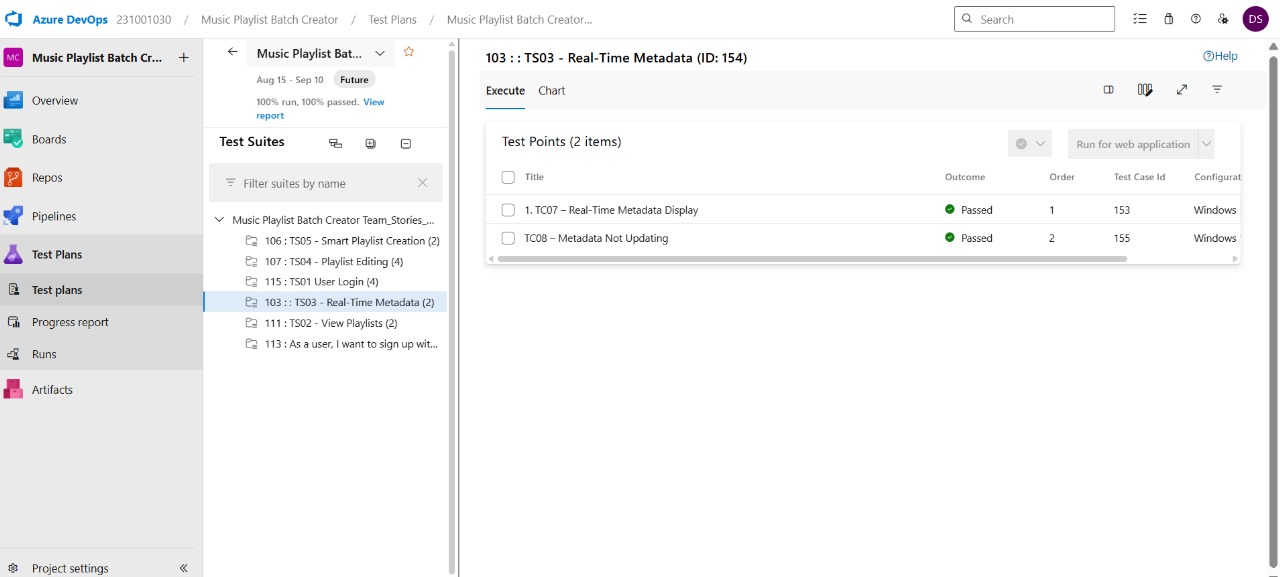 Azure DevOps 231001030 / Music Playlist Batch Creator / Test Plans / Music Playlist Batch Creator... Search DS
MC Music Playlist Batch Cr... +
Overview
Boards
Repos
Pipelines
Test Plans
Test plans
Progress report
Runs
Artifacts
Project settings
Music Playlist Bat...
Aug 15 - Sep 10 Future
100% run, 100% passed. View
report
Test Suites
Filter suites by name
Music Playlist Batch Creator Team_Stories_...
106 : TS05 - Smart Playlist Creation (2)
107 : TS04 - Playlist Editing (4)
115 : TS01 User Login (4)
103 : : TS03 - Real-Time Metadata (2)
111 : TS02 - View Playlists (2)
113 : As a user, I want to sign up wit...
103 : : TS03 - Real-Time Metadata (ID: 154)
Help
Execute Chart
Test Points (2 items)
Run for web application
Title Outcome Order Test Case Id Configurat
1. TC07 – Real-Time Metadata Display Passed 1 153 Windows
TC08 – Metadata Not Updating Passed 2 155 Windows